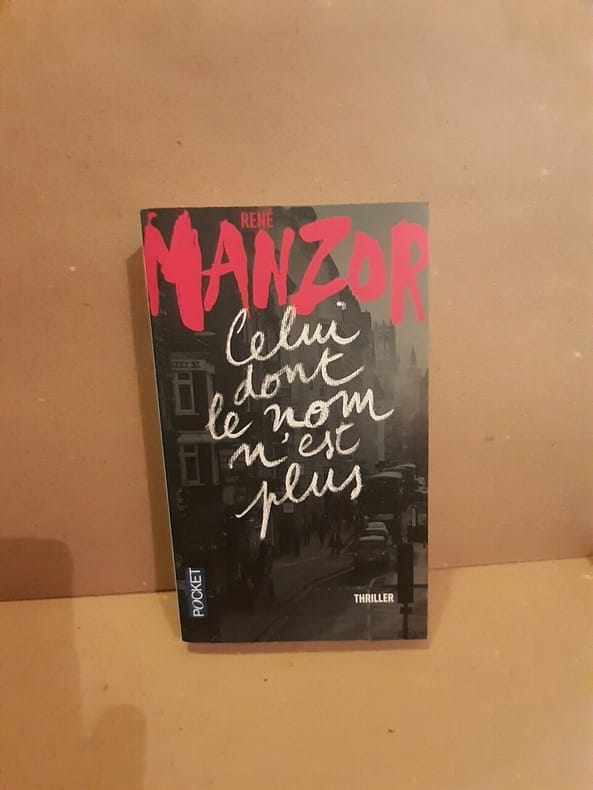 RENÉ
MANZOR
Celui
dont
le nom
n'est
plus
THRILLER
POCKET